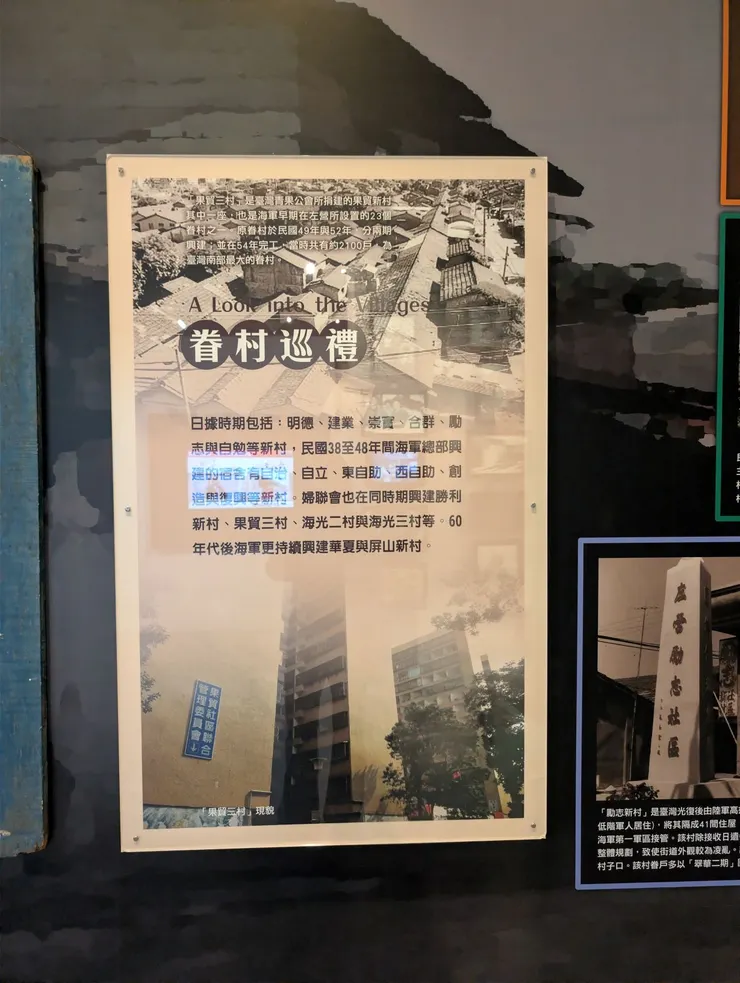 「果貿三村」是臺灣青果公會所捐建的果貿新村
其中一座，也是海軍早期在左營所設置的23個
眷村之一。原眷村於民國49年與52年，分兩期
興建，並在54年完工，當時共有約2100戶，為
臺灣南部最大的眷村。
A Look into the Villages
眷村巡禮
日據時期包括：明德、建業、崇實、合群、勵
志與自勉等新村，民國38至48年間海軍總部興
建的宿舍有自治、自立、東自助、西自助、創
造與復興等新村。婦聯會也在同時期興建勝利
新村、果貿三村、海光二村與海光三村等。60
年代後海軍更持續興建華夏與屏山新村。
果貿社區聯合
管理委員會↓
「果貿三村」現貌
左營勵志社區
「勵志新村」是臺灣光復後由陸軍高
低階軍人居住），將其隔成41間住屋
海軍第一軍區接管。該村除接收日遺
整體規劃，致使街道外觀較為凌亂。
村子口。該村眷戶多以「翠華二期」